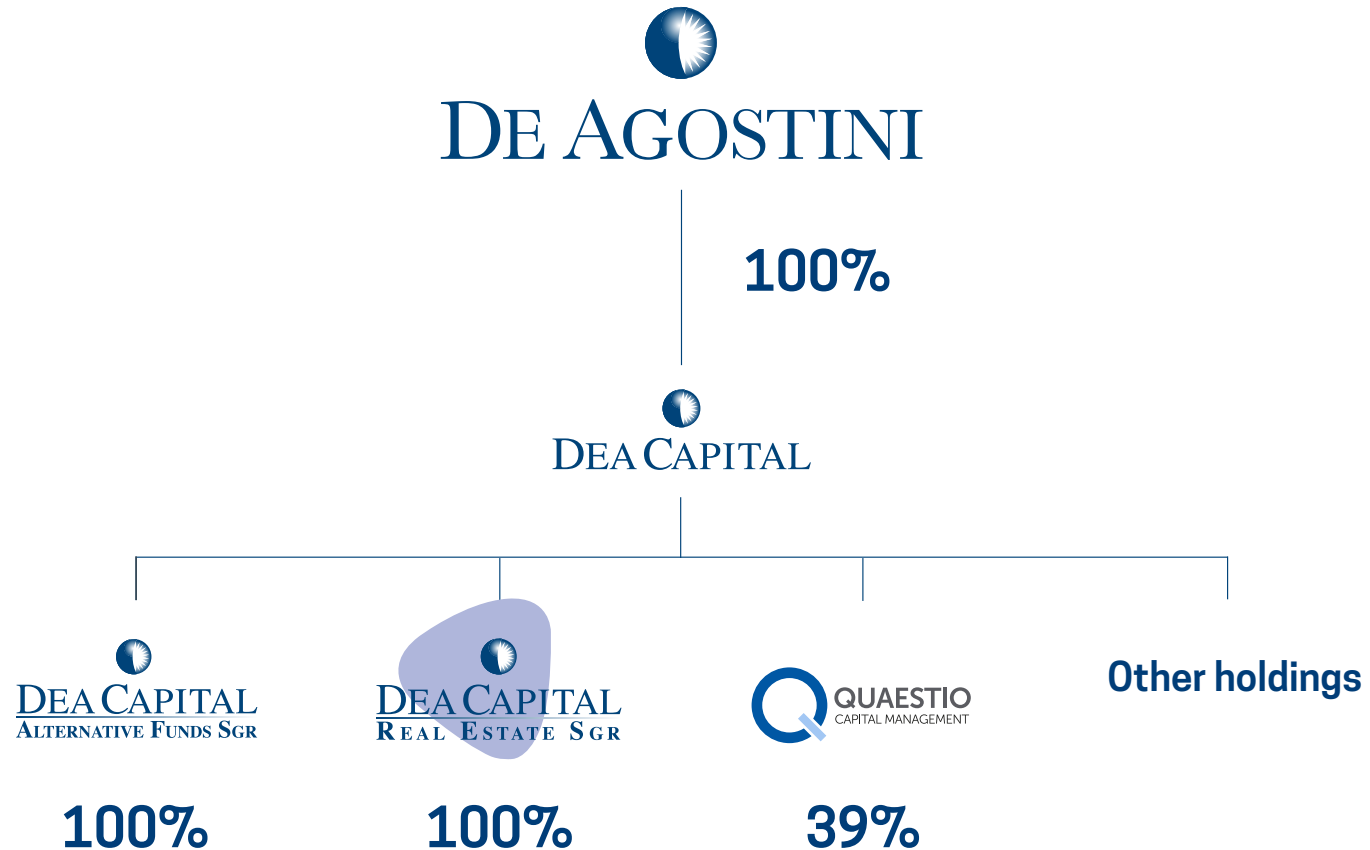 DE AGOSTINI
100%
DEA CAPITAL
DEA CAPITAL
ALTERNATIVE FUNDS SGR
DEA CAPITAL
REAL ESTATE SGR
QUAESTIO
CAPITAL MANAGEMENT
Other holdings
100%
100%
39%